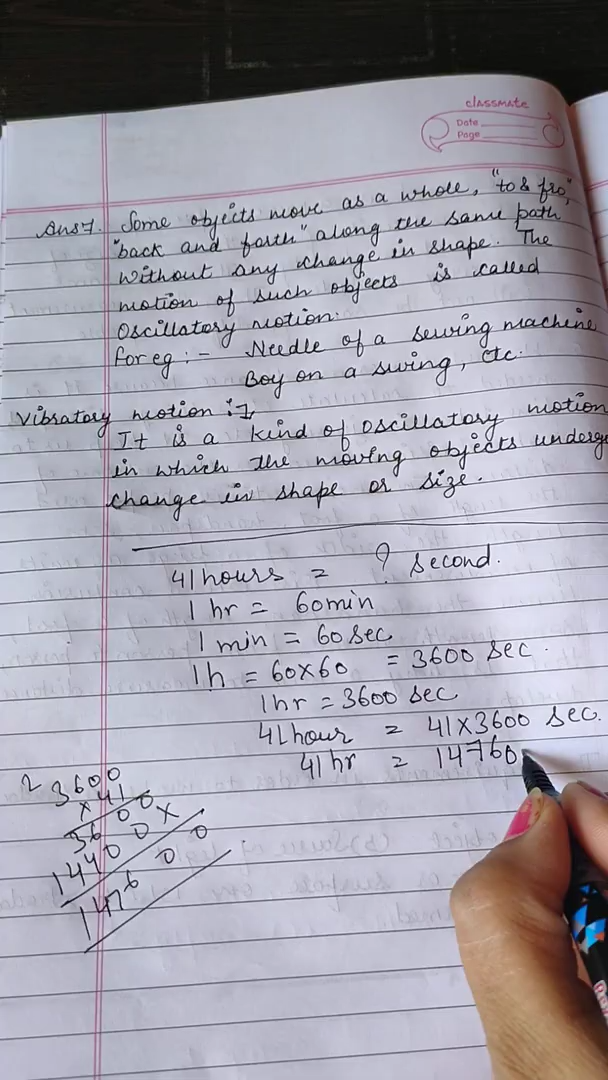 classmate
Date
Page
Ans7. Some objects move as a whole, "to & fro",
"back and forth" along the same path
without any change in shape. The
motion of such objects is called
Oscillatory motion.
for eg :- Needle of a sewing machine
Boy on a swing, etc.
Vibratory motion :-
It is a kind of Oscillatory motion
in which the moving objects undergo
change in shape or size.
41 hours = ? second.
1 hr = 60 min
1 min = 60 sec
1h = 60×60 = 3600 sec.
1hr = 3600 sec
41 hour = 41×3600 sec.
41 hr = 14760
2
3600
×41
3600
14400×
147600